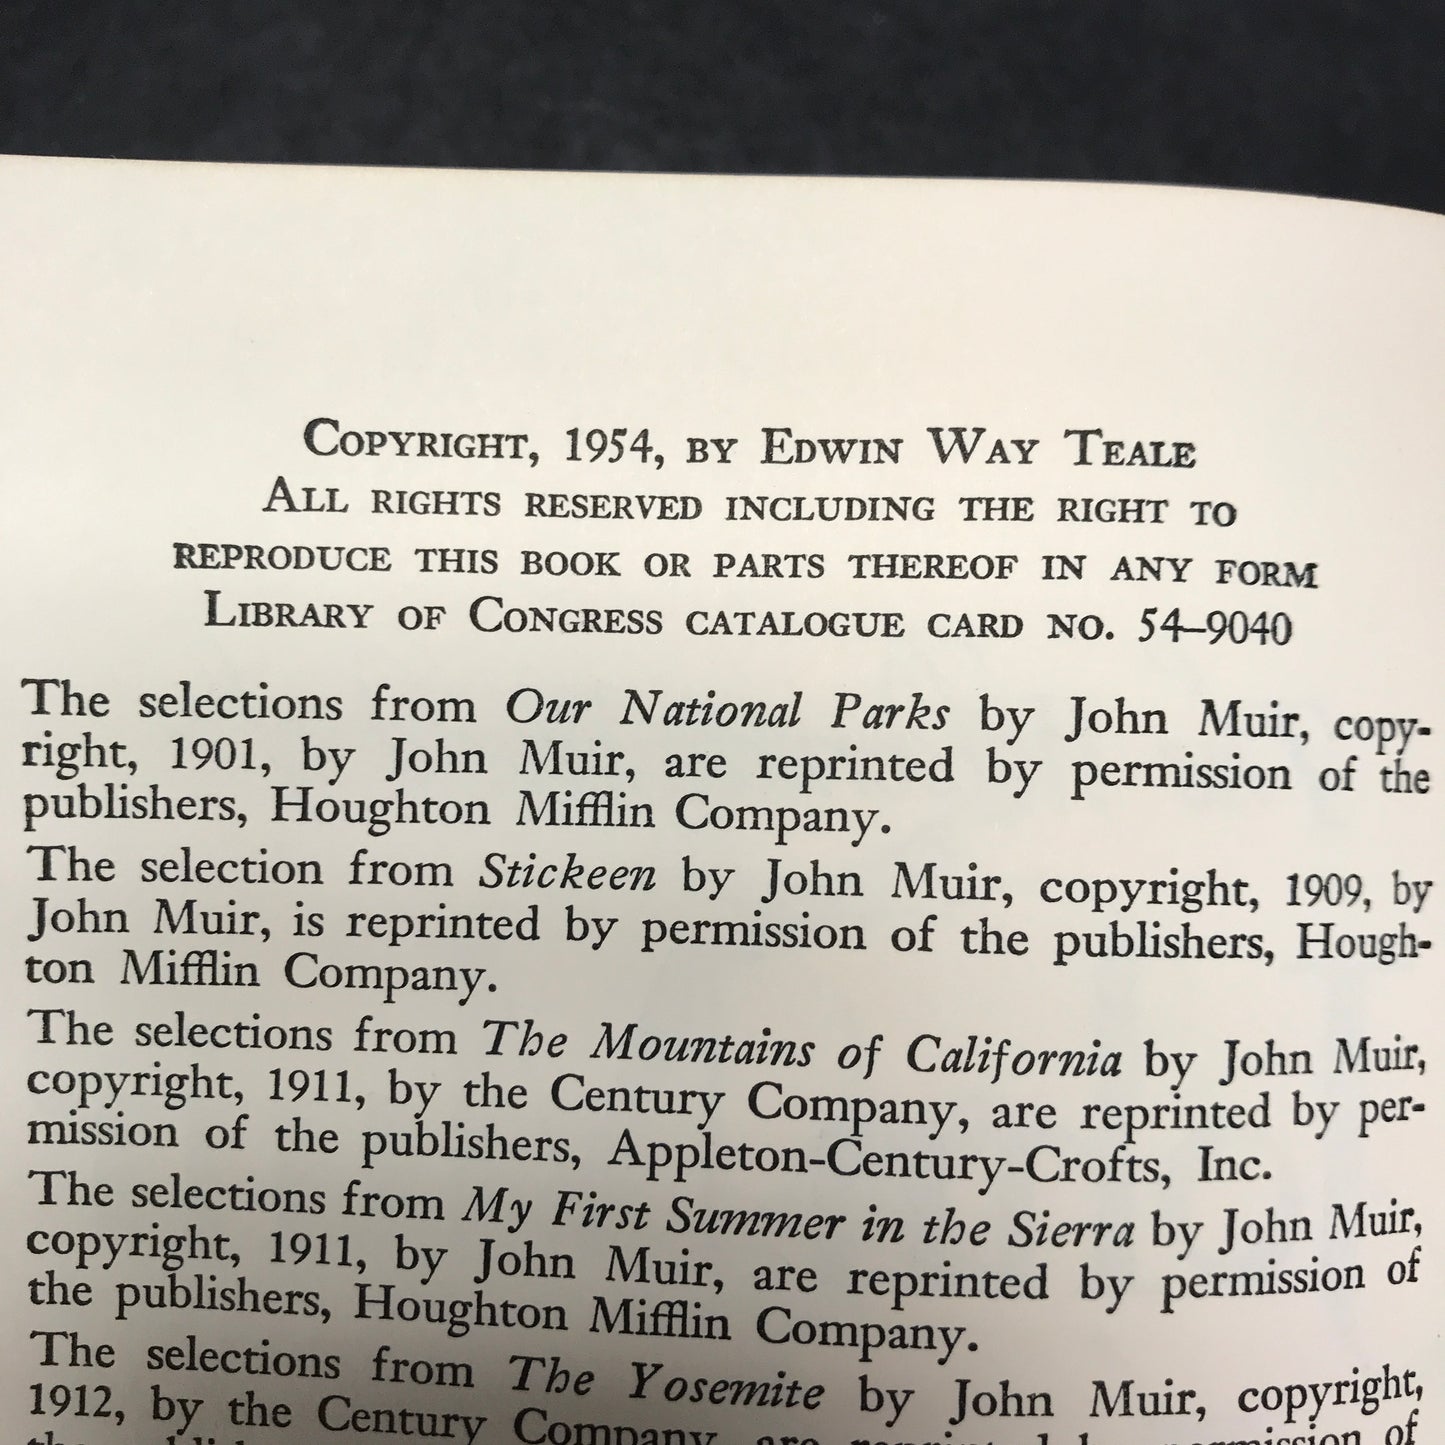 COPYRIGHT, 1954, BY EDWIN WAY TEALE
ALL RIGHTS RESERVED INCLUDING THE RIGHT TO
REPRODUCE THIS BOOK OR PARTS THEREOF IN ANY FORM
LIBRARY OF CONGRESS CATALOGUE CARD NO. 54–9040
The selections from Our National Parks by John Muir, copy-
right, 1901, by John Muir, are reprinted by permission of the
publishers, Houghton Mifflin Company.
The selection from Stickeen by John Muir, copyright, 1909, by
John Muir, is reprinted by permission of the publishers, Hough-
ton Mifflin Company.
The selections from The Mountains of California by John Muir,
copyright, 1911, by the Century Company, are reprinted by per-
mission of the publishers, Appleton-Century-Crofts, Inc.
The selections from My First Summer in the Sierra by John Muir,
copyright, 1911, by John Muir, are reprinted by permission of
the publishers, Houghton Mifflin Company.
The selections from The Yosemite by John Muir, copyright,
1912, by the Century Company, are reprinted by permission of